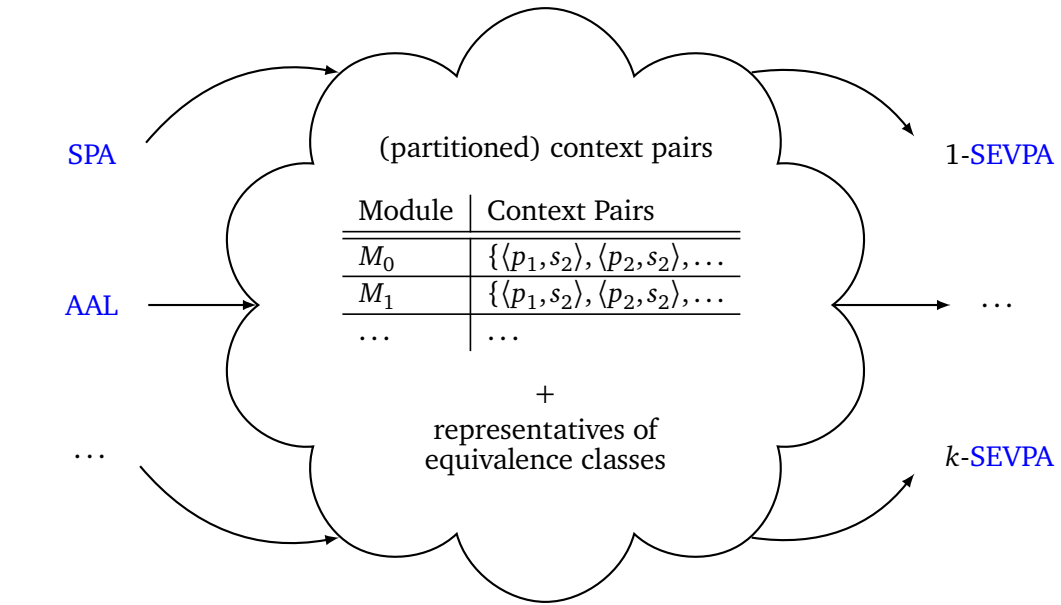 SPA
AAL
...
(partitioned) context pairs
Module Context Pairs
M₀ {⟨p₁,s₂⟩,⟨p₂,s₂⟩,...
M₁ {⟨p₁,s₂⟩,⟨p₂,s₂⟩,...
... ...
+
representatives of
equivalence classes
1-SEVPA
...
k-SEVPA